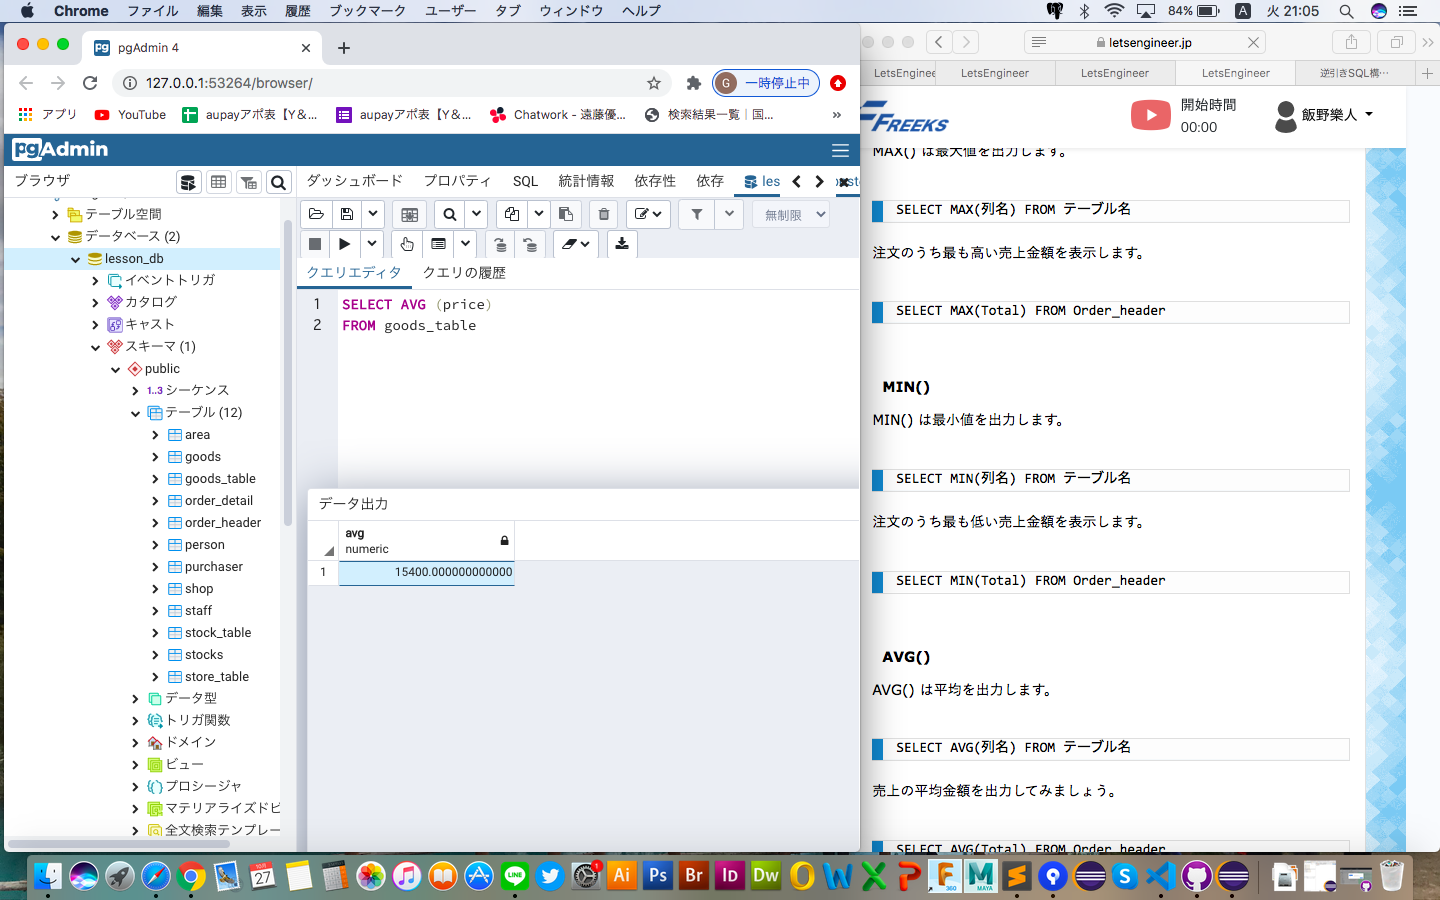 Chrome ファイル 編集 表示 履歴 ブックマーク ユーザー タブ ウィンドウ ヘルプ 84% A 火 21:05
pgAdmin 4
127.0.0.1:53264/browser/
G 一時停止中
アプリ YouTube aupayアポ表【Y&... aupayアポ表【Y&... Chatwork - 遠藤優... 検索結果一覧 | 国... »
pgAdmin
ブラウザ
ダッシュボード プロパティ SQL 統計情報 依存性 依存 les
無制限
クエリエディタ クエリの履歴
テーブル空間
データベース (2)
lesson_db
イベントトリガ
カタログ
キャスト
スキーマ (1)
public
1..3 シーケンス
テーブル (12)
area
goods
goods_table
order_detail
order_header
person
purchaser
shop
staff
stock_table
stocks
store_table
データ型
トリガ関数
ドメイン
ビュー
プロシージャ
マテリアライズドビ
全文検索テンプレー
1 SELECT AVG (price)
2 FROM goods_table
データ出力
avg
numeric
1 15400.000000000000
letsengineer.jp
LetsEnginee LetsEngineer LetsEngineer LetsEngineer 逆引きSQL構...
FREEKS
開始時間
00:00
飯野樂人
MAX() は最大値を出力します。
SELECT MAX(列名) FROM テーブル名
注文のうち最も高い売上金額を表示します。
SELECT MAX(Total) FROM Order_header
MIN()
MIN() は最小値を出力します。
SELECT MIN(列名) FROM テーブル名
注文のうち最も低い売上金額を表示します。
SELECT MIN(Total) FROM Order_header
AVG()
AVG() は平均を出力します。
SELECT AVG(列名) FROM テーブル名
売上の平均金額を出力してみましょう。
SELECT AVG(Total) FROM Order_header
27 LINE 1 Ai Ps Br Id Dw F 360 M MAYA